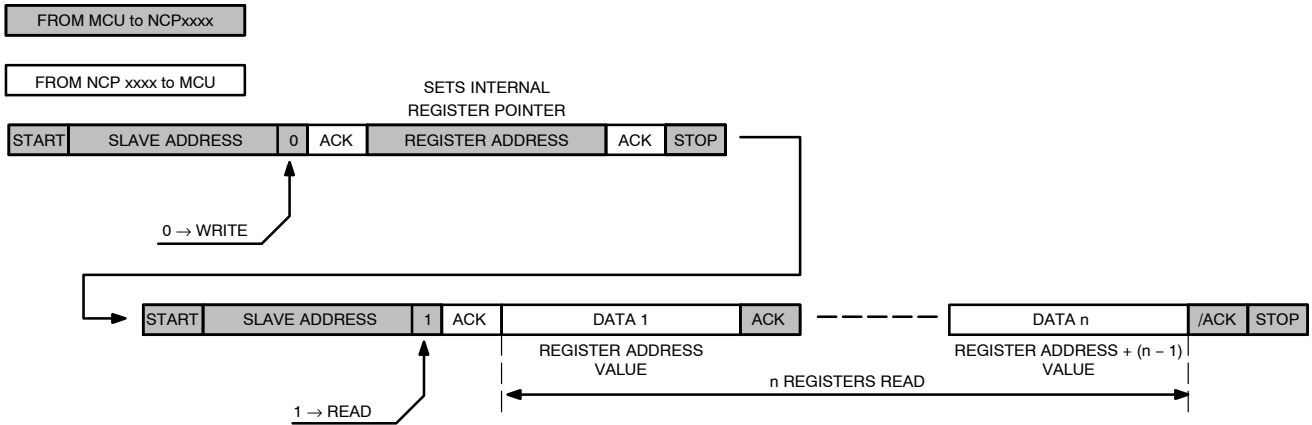 FROM MCU to NCPxxxx
FROM NCP xxxx to MCU
SETS INTERNAL
REGISTER POINTER
START SLAVE ADDRESS 0 ACK REGISTER ADDRESS ACK STOP
0 → WRITE
START SLAVE ADDRESS 1 ACK DATA 1 ACK DATA n /ACK STOP
REGISTER ADDRESS
VALUE
REGISTER ADDRESS + (n − 1)
VALUE
n REGISTERS READ
1 → READ